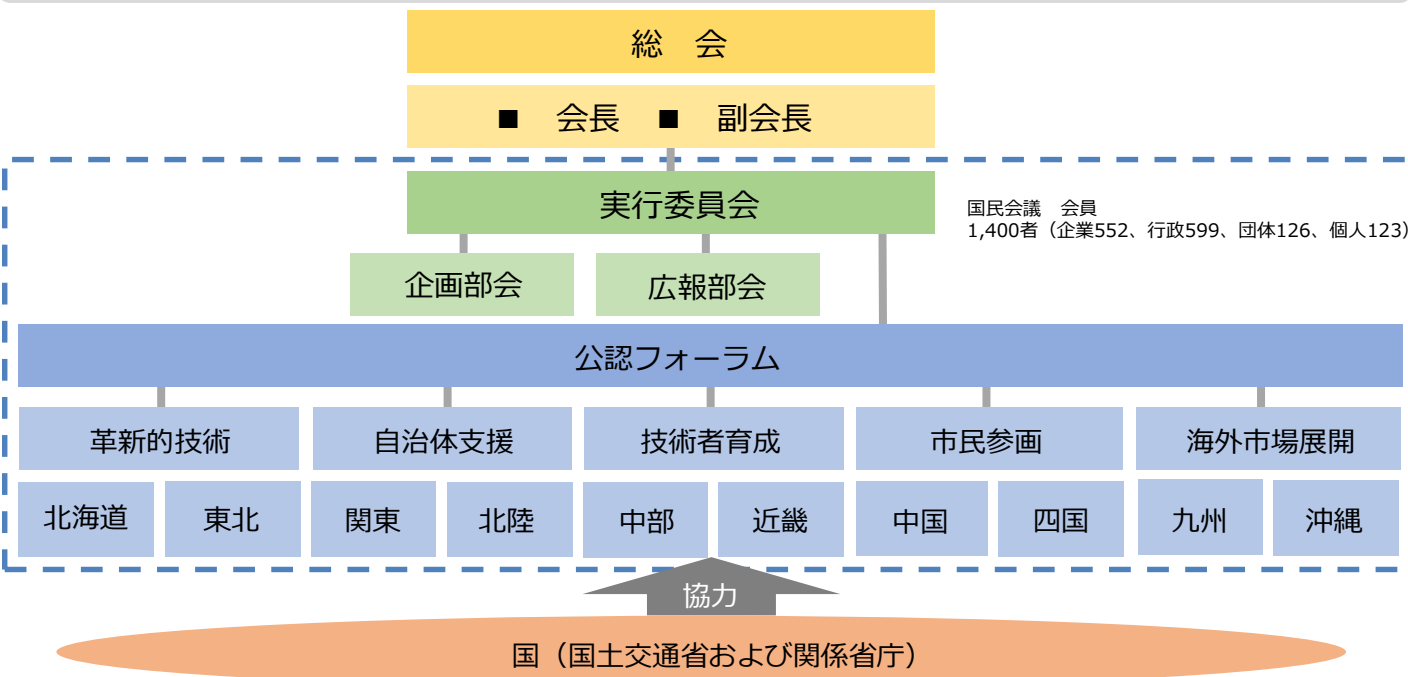 総　会
■　会長　■　副会長
実行委員会
国民会議　会員
1,400者（企業552、行政599、団体126、個人123）
企画部会　広報部会
公認フォーラム
革新的技術　自治体支援　技術者育成　市民参画　海外市場展開
北海道　東北　関東　北陸　中部　近畿　中国　四国　九州　沖縄
協力
国（国土交通省および関係省庁）